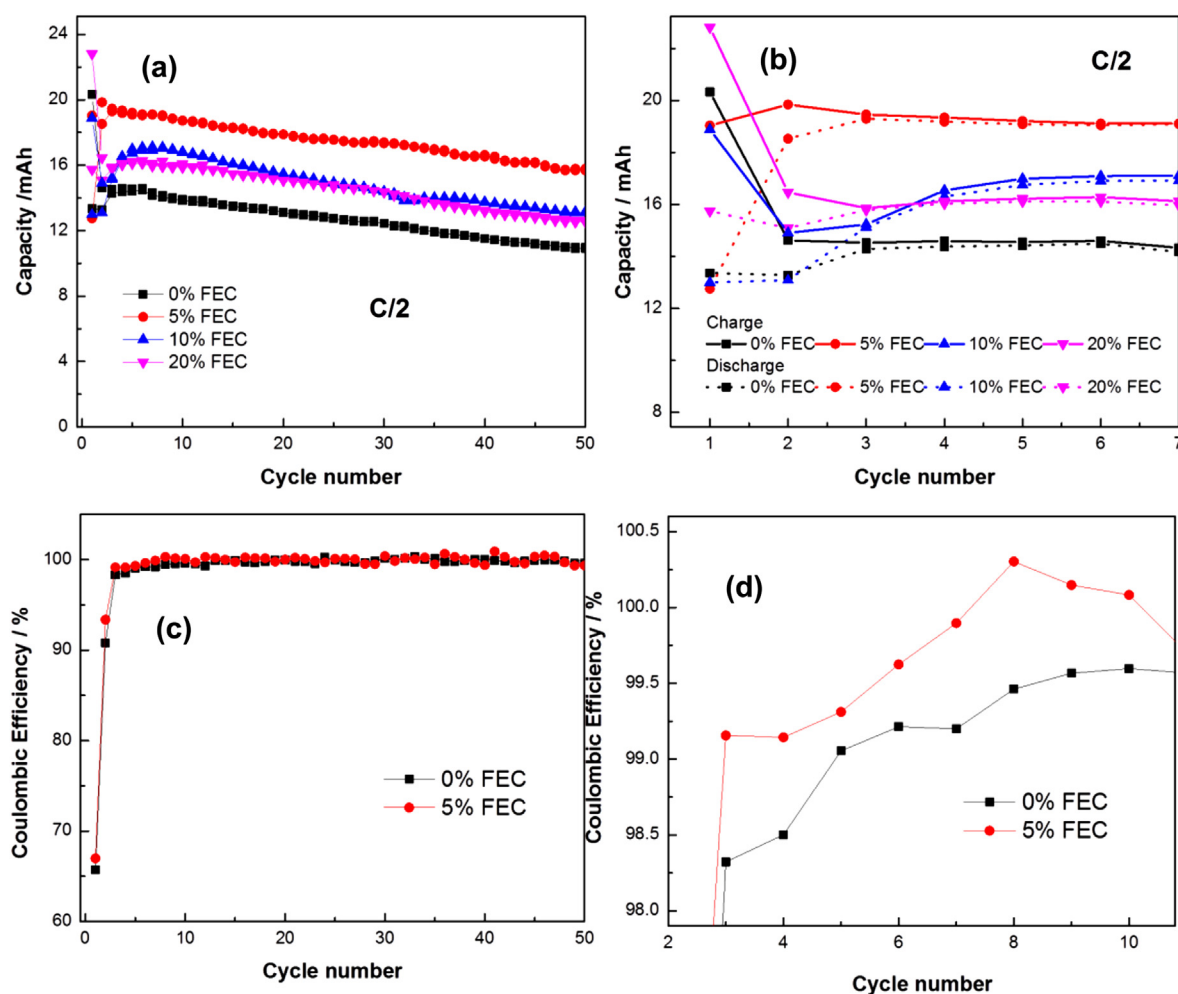 (a)
Capacity /mAh
24
20
16
12
8
4
0
0% FEC
5% FEC
10% FEC
20% FEC
C/2
0 10 20 30 40 50
Cycle number
(b)
C/2
Capacity / mAh
20
16
12
8
Charge
0% FEC 5% FEC 10% FEC 20% FEC
Discharge
0% FEC 5% FEC 10% FEC 20% FEC
1 2 3 4 5 6 7
Cycle number
(c)
Coulombic Efficiency / %
100
90
80
70
60
0% FEC
5% FEC
0 10 20 30 40 50
Cycle number
(d)
Coulombic Efficiency / %
100.5
100.0
99.5
99.0
98.5
98.0
0% FEC
5% FEC
2 4 6 8 10
Cycle number